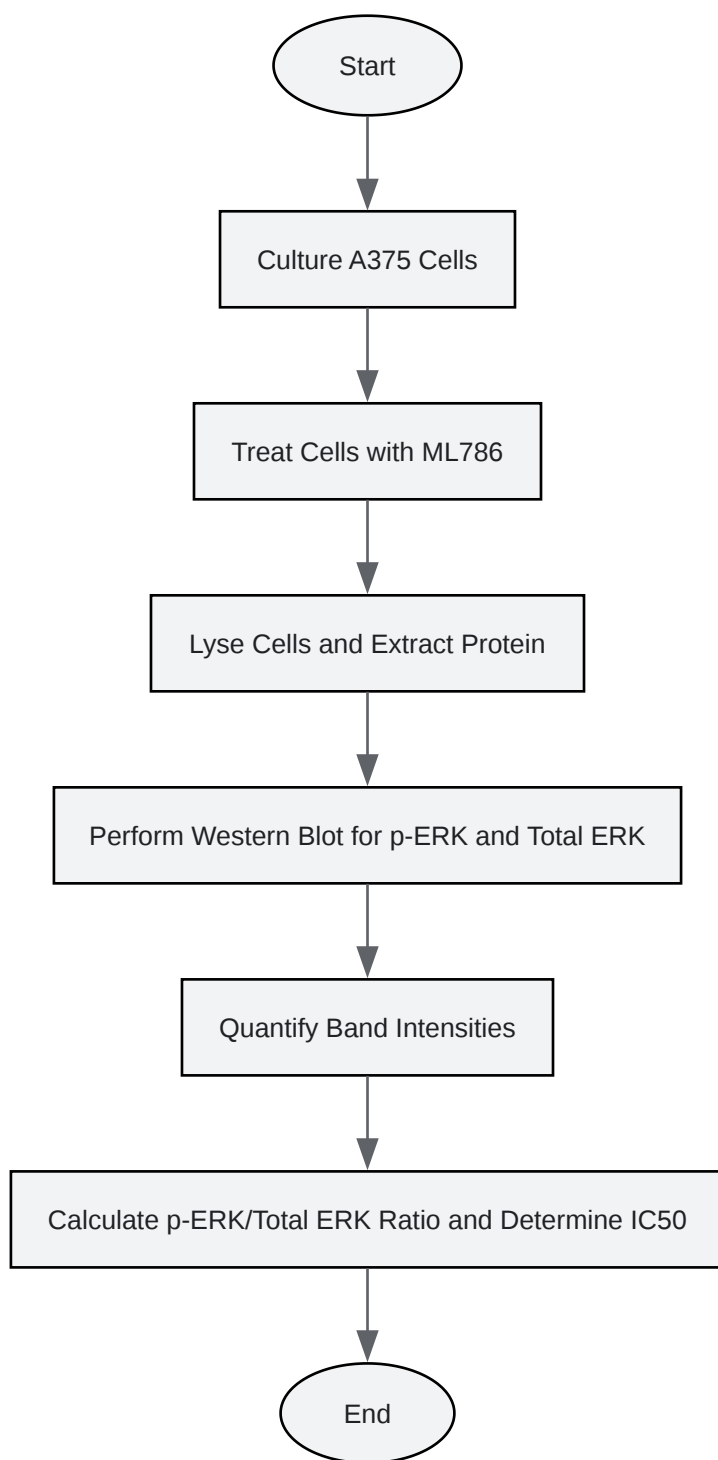 Start
Culture A375 Cells
Treat Cells with ML786
Lyse Cells and Extract Protein
Perform Western Blot for p-ERK and Total ERK
Quantify Band Intensities
Calculate p-ERK/Total ERK Ratio and Determine IC50
End